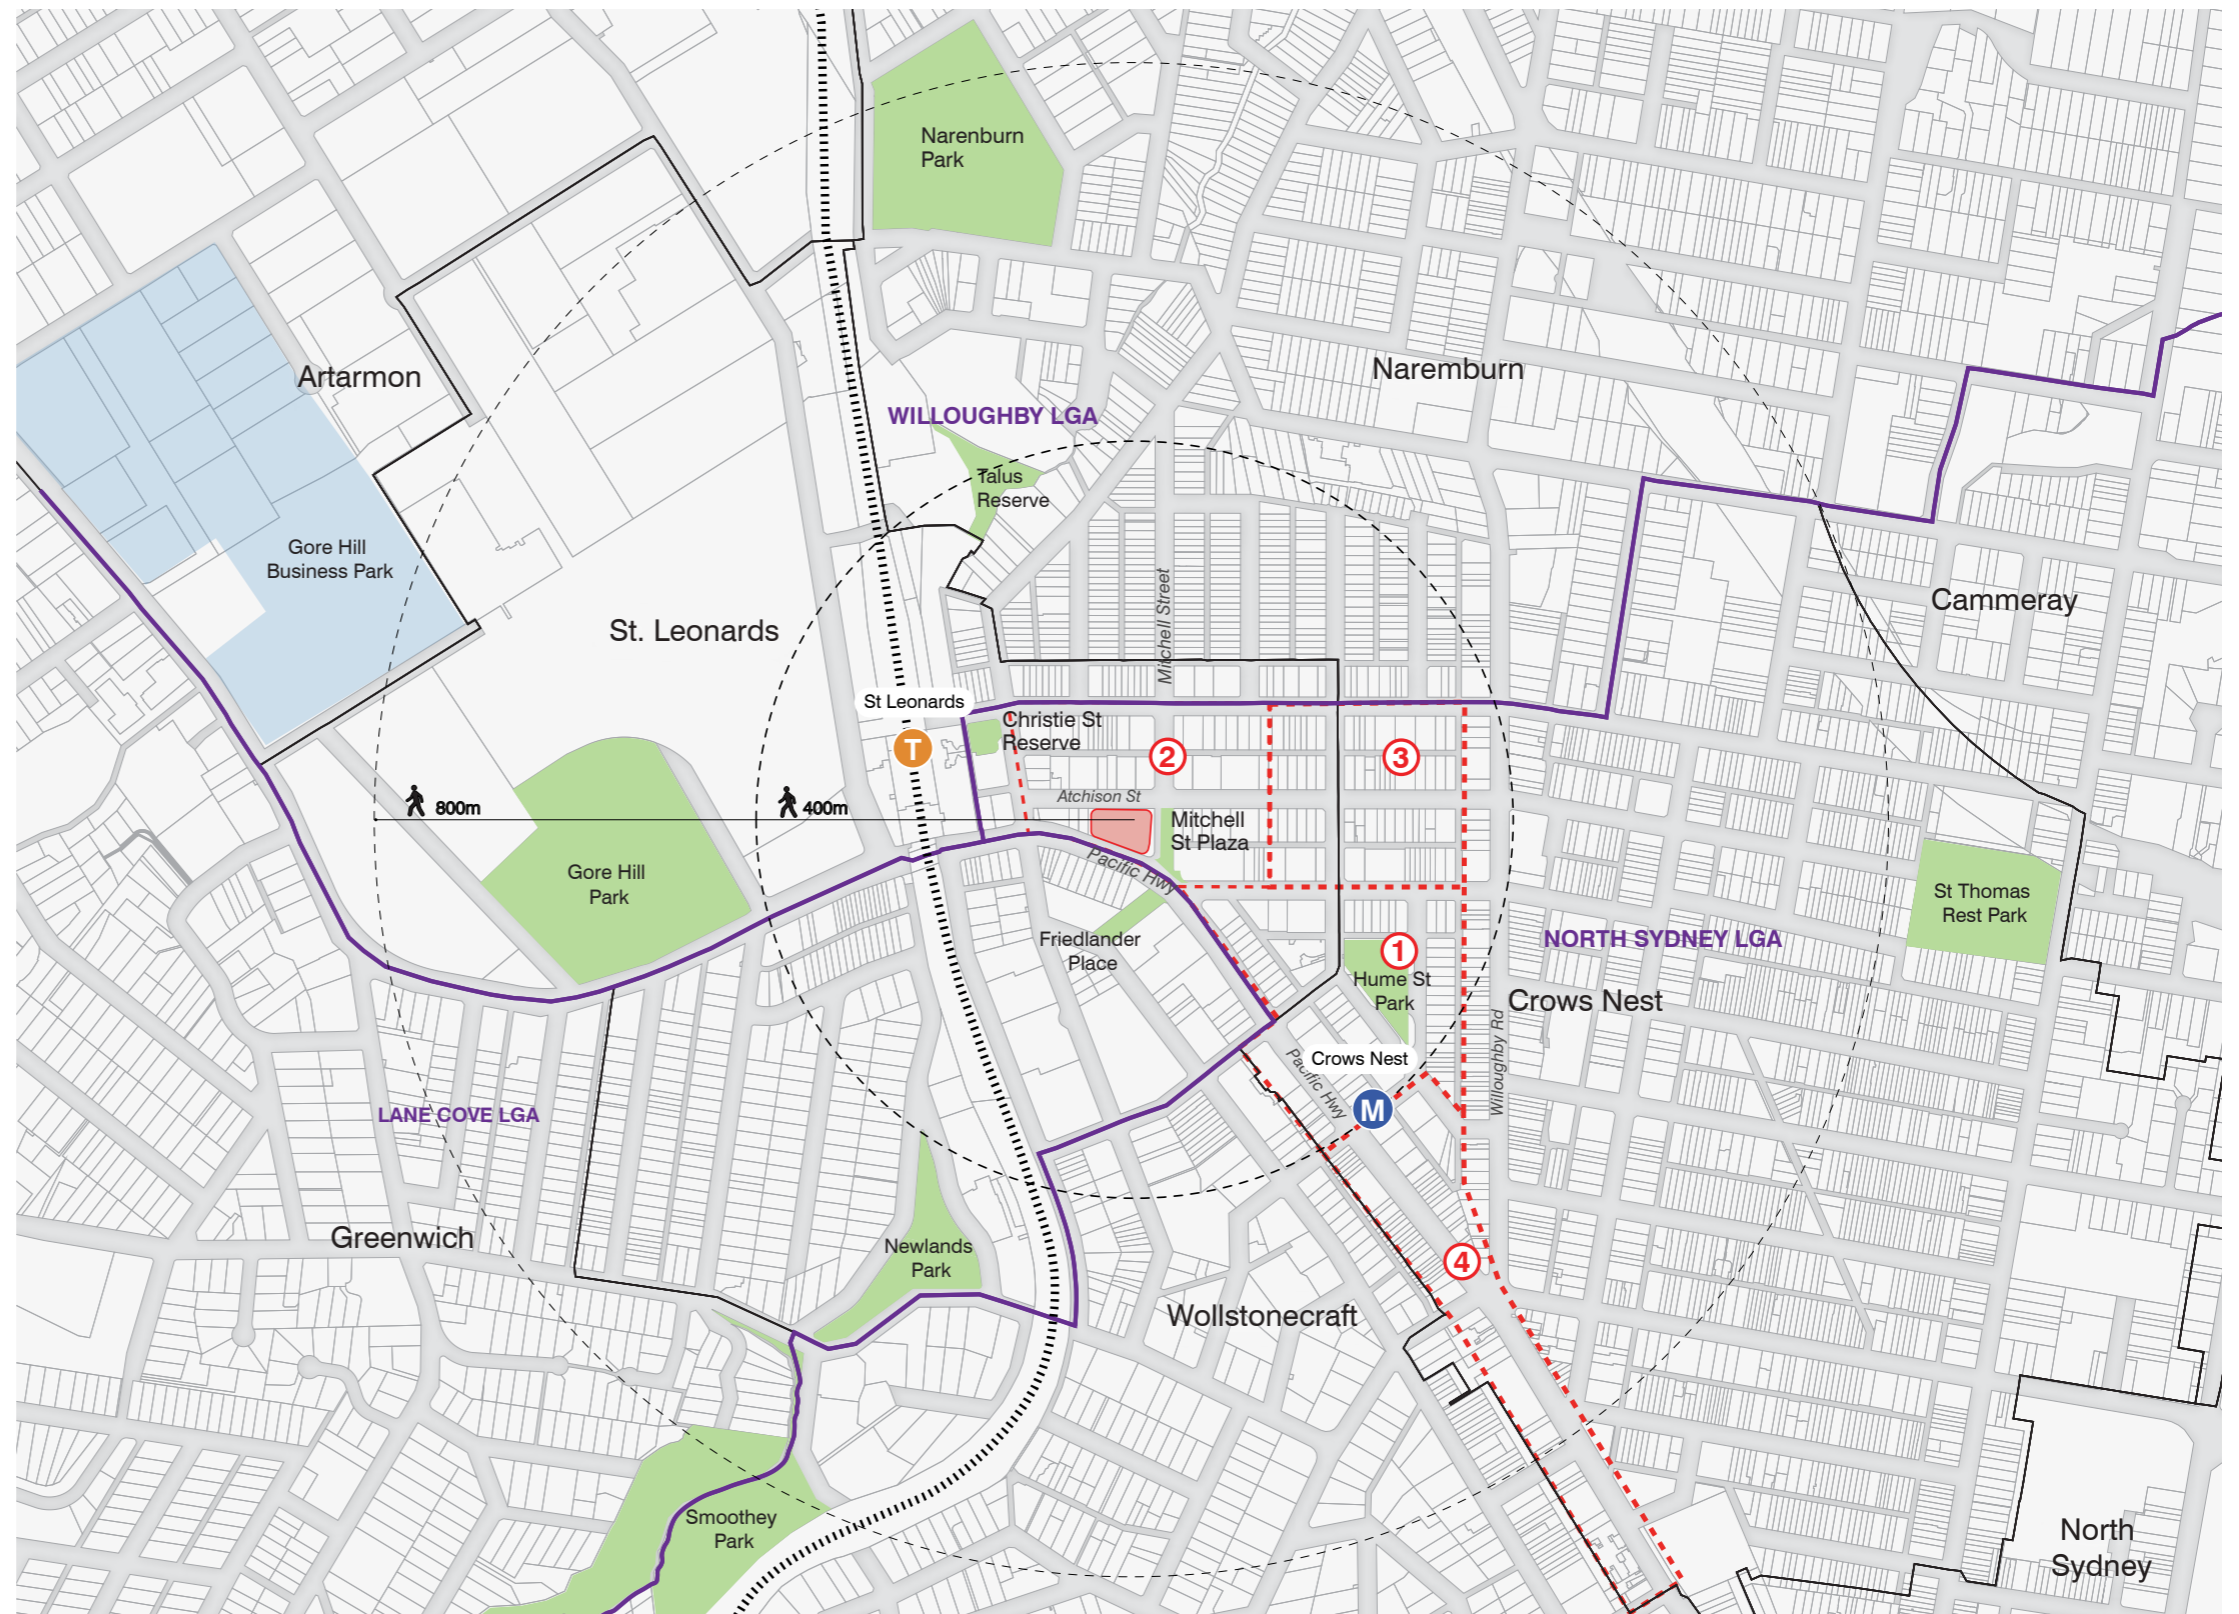 Narenburn
Park
Artarmon
Naremburn
WILLOUGHBY LGA
Talus
Reserve
Gore Hill
Business Park
St. Leonards
Mitchell Street
Cammeray
St Leonards
T
Christie St
Reserve
2
3
Atchison St
800m
400m
Mitchell
St Plaza
Pacific Hwy
Gore Hill
Park
St Thomas
Rest Park
Friedlander
Place
1
NORTH SYDNEY LGA
Hume St
Park
Crows Nest
Willoughby Rd
Crows Nest
Pacific Hwy
M
LANE COVE LGA
Greenwich
Newlands
Park
4
Wollstonecraft
Smoothey
Park
North
Sydney